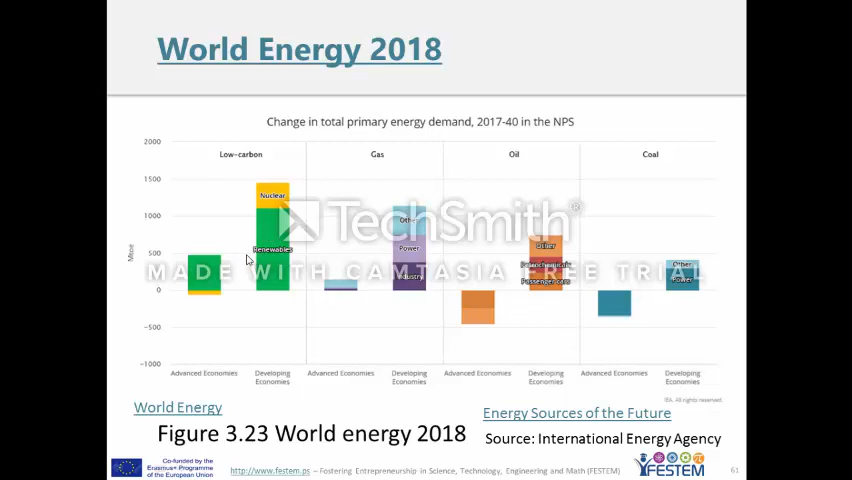 World Energy 2018
Change in total primary energy demand, 2017-40 in the NPS
2000
1500
1000
500
0
−500
−1000
Mtoe
Low-carbon
Gas
Oil
Coal
Nuclear
Renewables
Other
Power
Industry
Other
Petrochemicals
Passenger cars
Other
Power
TechSmith®
MADE WITH CAMTASIA FREE TRIAL
Advanced Economies
Developing Economies
Advanced Economies
Developing Economies
Advanced Economies
Developing Economies
Advanced Economies
Developing Economies
IEA. All rights reserved.
World Energy
Energy Sources of the Future
Figure 3.23 World energy 2018
Source: International Energy Agency
Co-funded by the
Erasmus+ Programme
of the European Union
http://www.festem.ps – Fostering Entrepreneurship in Science, Technology, Engineering and Math (FESTEM)
FESTEM
61